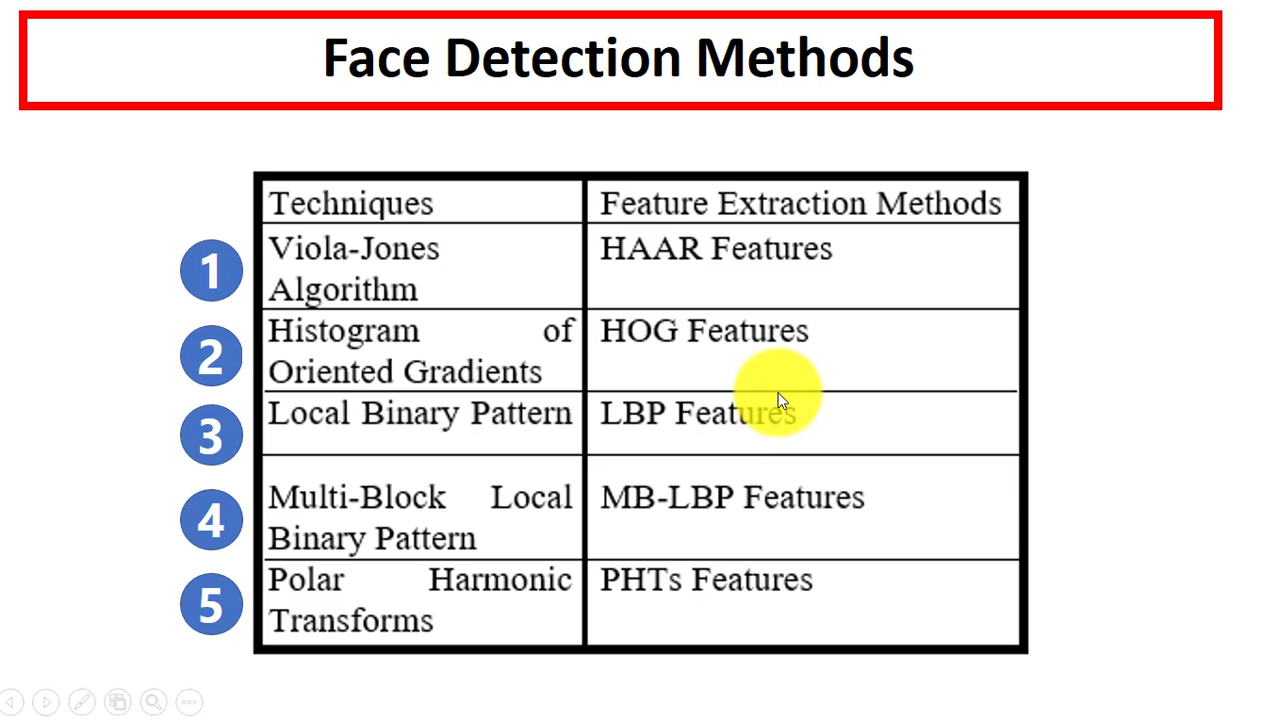 Face Detection Methods
Techniques Feature Extraction Methods
1 Viola-Jones HAAR Features
Algorithm
2 Histogram of HOG Features
Oriented Gradients
3 Local Binary Pattern LBP Features
4 Multi-Block Local MB-LBP Features
Binary Pattern
5 Polar Harmonic PHTs Features
Transforms